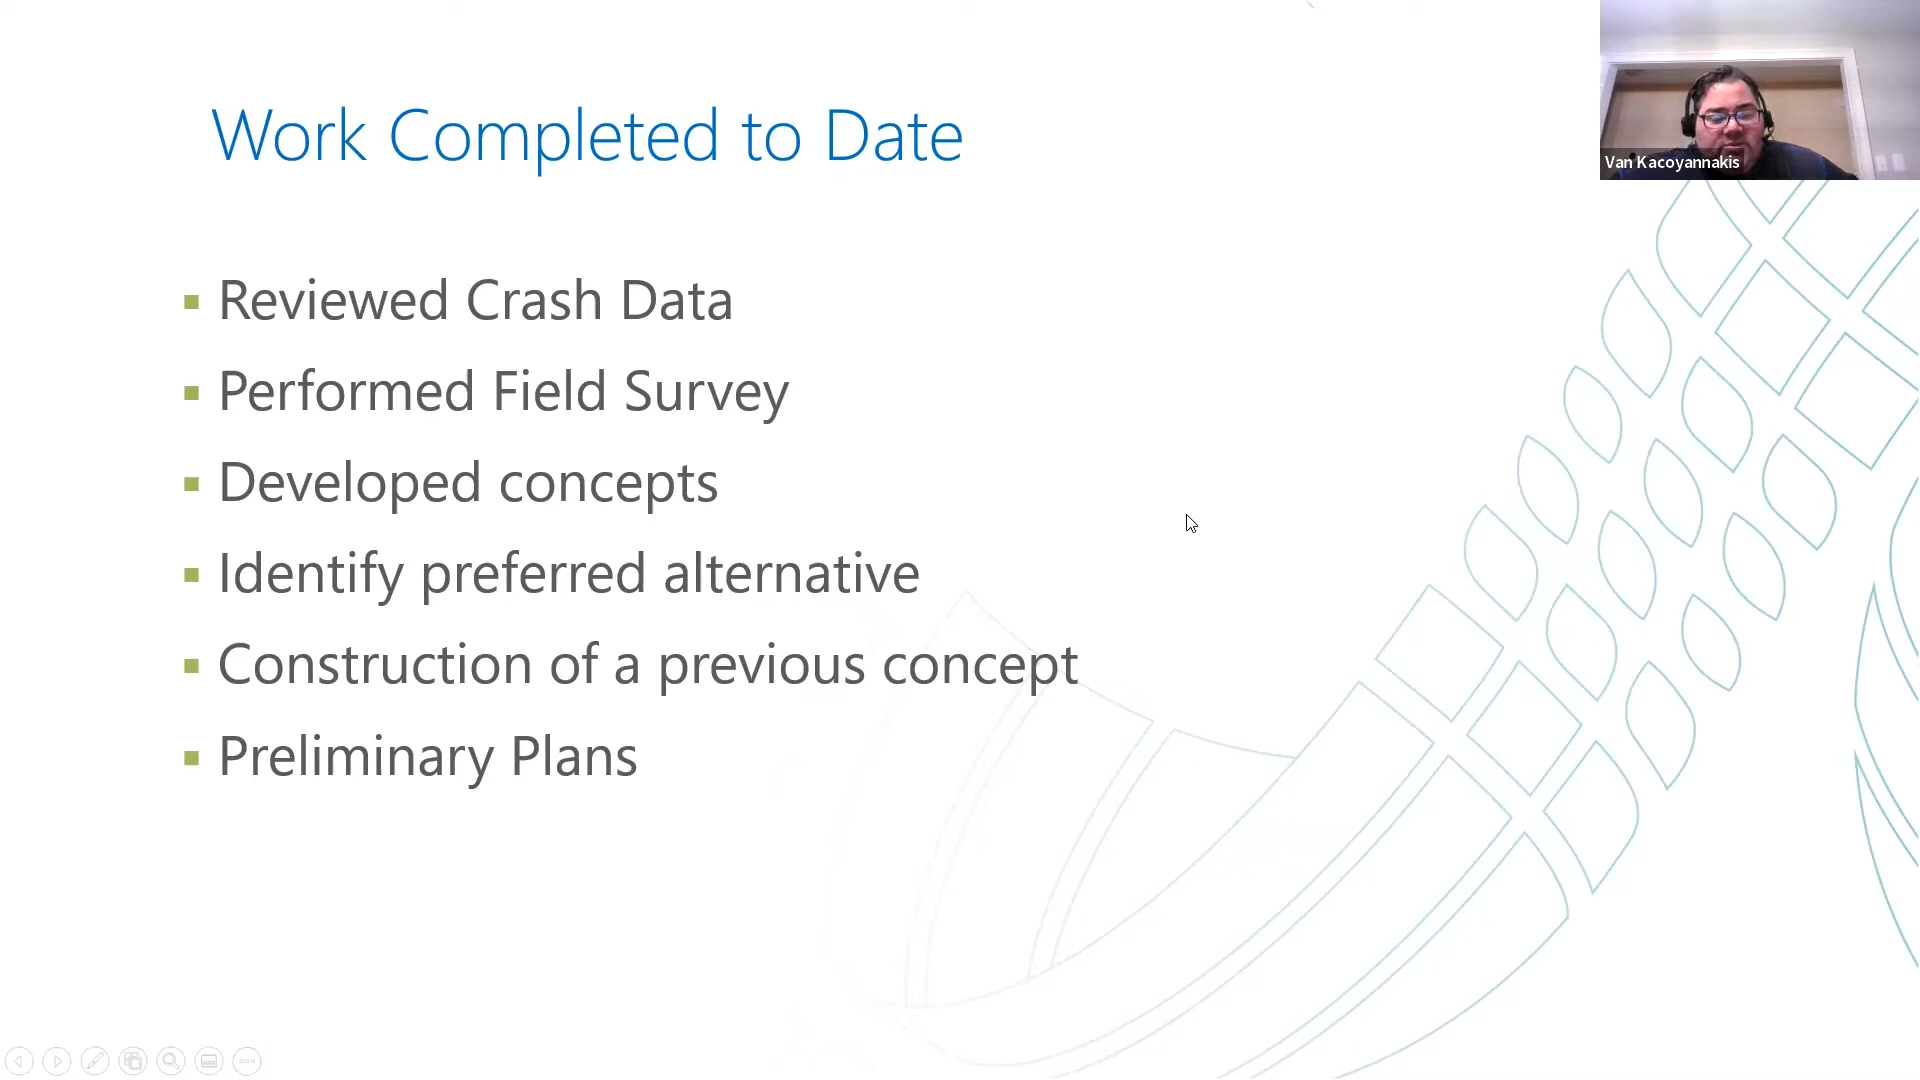 Work Completed to Date
Van Kacoyannakis
Reviewed Crash Data
Performed Field Survey
Developed concepts
Identify preferred alternative
Construction of a previous concept
Preliminary Plans